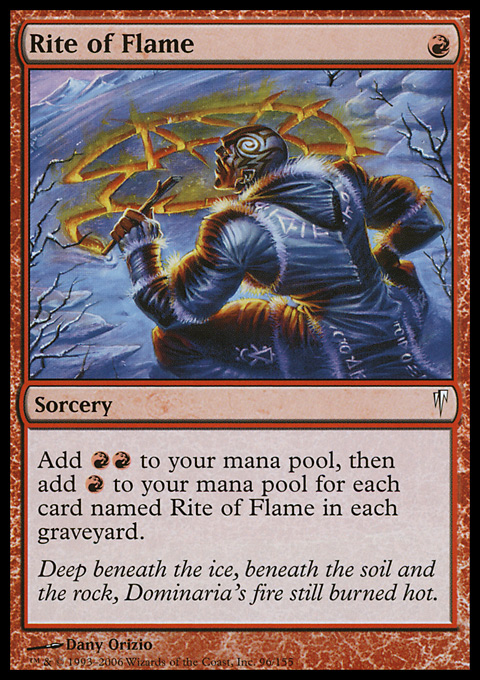 Rite of Flame
Sorcery
Add to your mana pool, then
add to your mana pool for each
card named Rite of Flame in each
graveyard.
Deep beneath the ice, beneath the soil and
the rock, Dominaria's fire still burned hot.
Dany Orizio
™ & © 1993–2006 Wizards of the Coast, Inc. 96/155